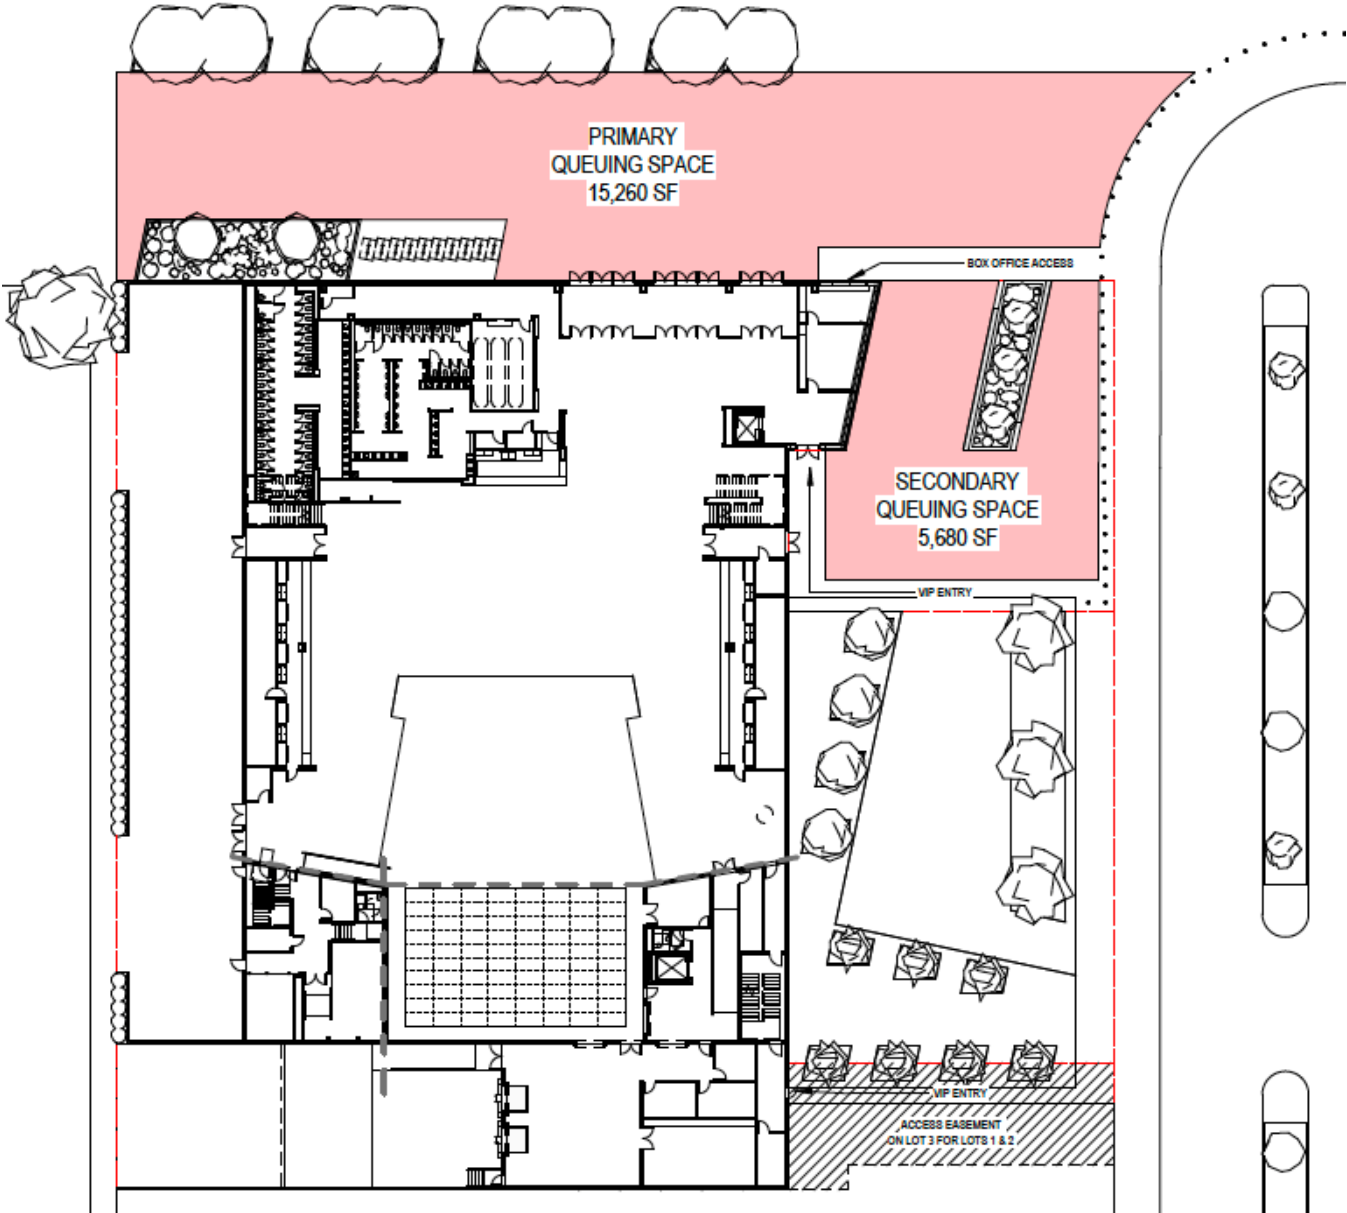 PRIMARY
QUEUING SPACE
15,260 SF
BOX OFFICE ACCESS
SECONDARY
QUEUING SPACE
5,680 SF
VIP ENTRY
VIP ENTRY
ACCESS EASEMENT
ON LOT 3 FOR LOTS 1 & 2